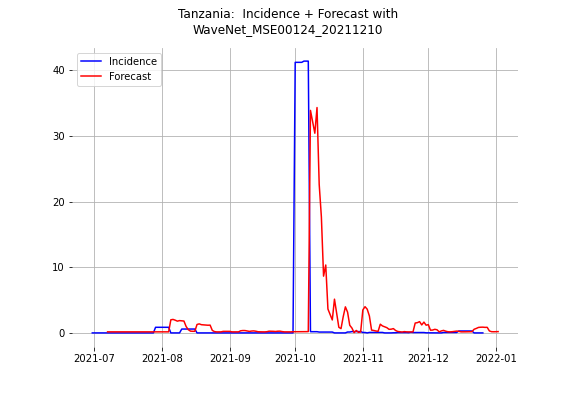 Tanzania:  Incidence + Forecast with
WaveNet_MSE00124_20211210
Incidence
Forecast
40
30
20
10
0
2021-07 2021-08 2021-09 2021-10 2021-11 2021-12 2022-01